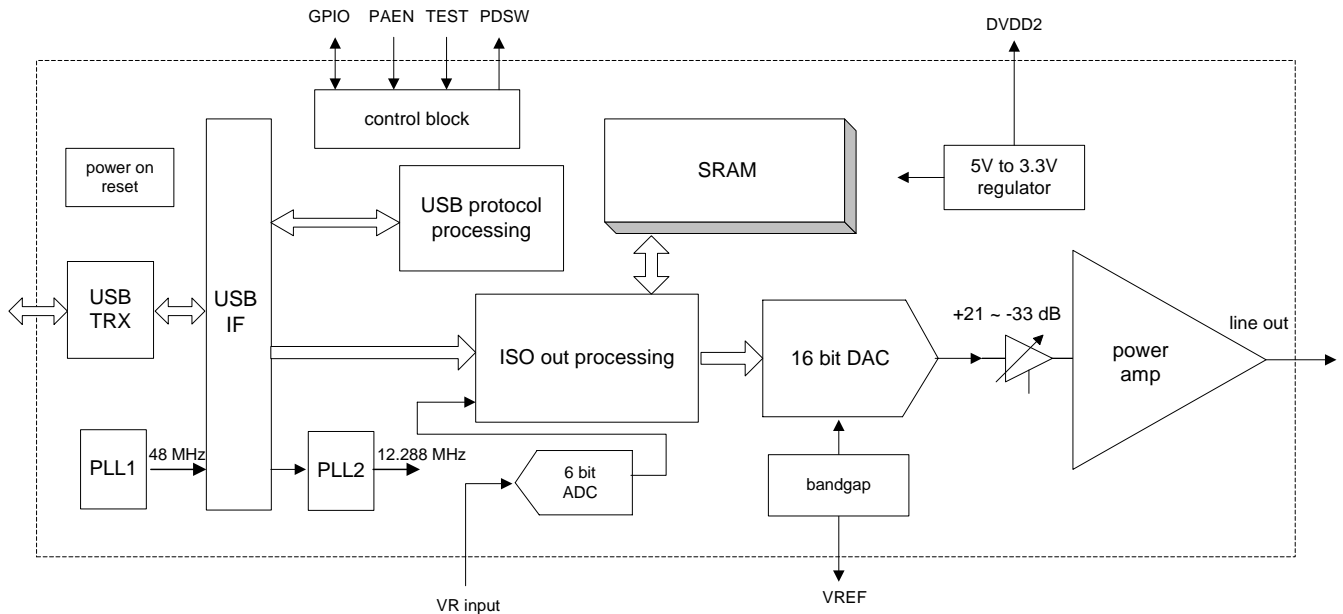 GPIO PAEN TEST PDSW
DVDD2
control block
power on
reset
SRAM
5V to 3.3V
regulator
USB protocol
processing
USB
TRX
USB
IF
ISO out processing
16 bit DAC
+21 ~ -33 dB
power
amp
line out
PLL1
48 MHz
PLL2
12.288 MHz
6 bit
ADC
bandgap
VR input
VREF